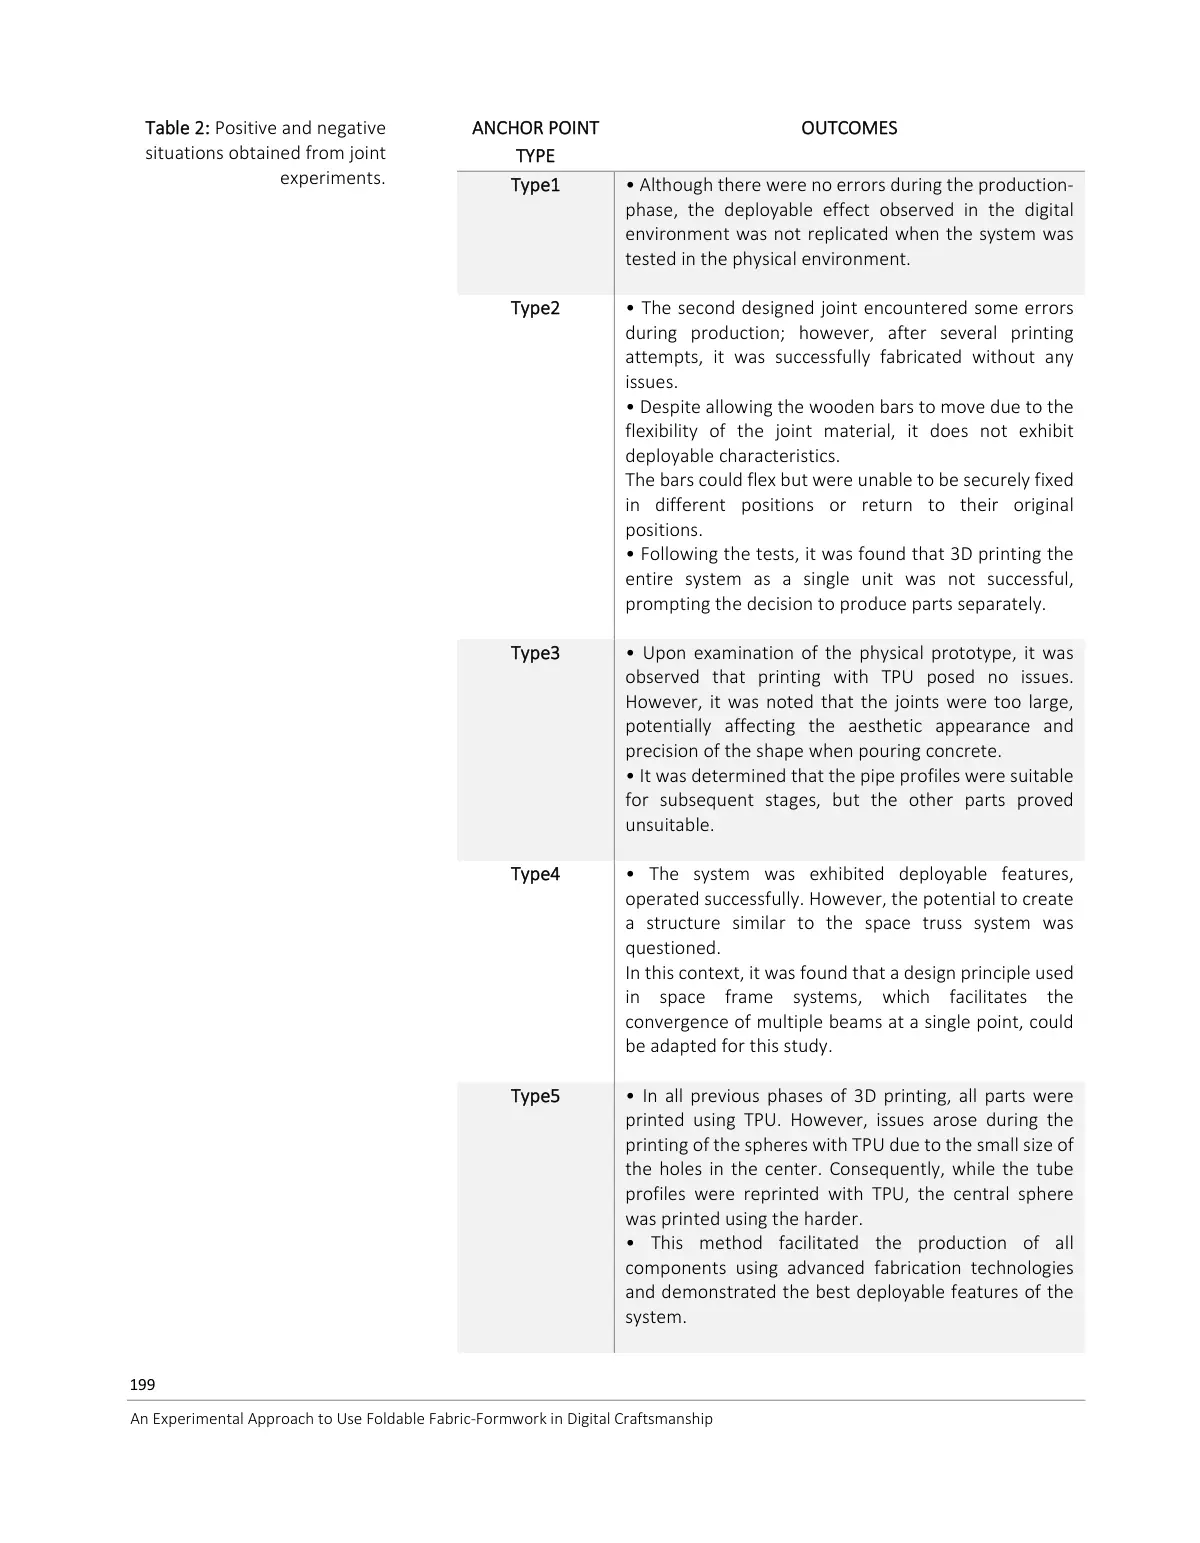 Table 2: Positive and negative
situations obtained from joint
experiments.
ANCHOR POINT
TYPE
OUTCOMES
Type1
• Although there were no errors during the production-
phase, the deployable effect observed in the digital
environment was not replicated when the system was
tested in the physical environment.
Type2
• The second designed joint encountered some errors
during production; however, after several printing
attempts, it was successfully fabricated without any
issues.
• Despite allowing the wooden bars to move due to the
flexibility of the joint material, it does not exhibit
deployable characteristics.
The bars could flex but were unable to be securely fixed
in different positions or return to their original
positions.
• Following the tests, it was found that 3D printing the
entire system as a single unit was not successful,
prompting the decision to produce parts separately.
Type3
• Upon examination of the physical prototype, it was
observed that printing with TPU posed no issues.
However, it was noted that the joints were too large,
potentially affecting the aesthetic appearance and
precision of the shape when pouring concrete.
• It was determined that the pipe profiles were suitable
for subsequent stages, but the other parts proved
unsuitable.
Type4
• The system was exhibited deployable features,
operated successfully. However, the potential to create
a structure similar to the space truss system was
questioned.
In this context, it was found that a design principle used
in space frame systems, which facilitates the
convergence of multiple beams at a single point, could
be adapted for this study.
Type5
• In all previous phases of 3D printing, all parts were
printed using TPU. However, issues arose during the
printing of the spheres with TPU due to the small size of
the holes in the center. Consequently, while the tube
profiles were reprinted with TPU, the central sphere
was printed using the harder.
• This method facilitated the production of all
components using advanced fabrication technologies
and demonstrated the best deployable features of the
system.
199
An Experimental Approach to Use Foldable Fabric-Formwork in Digital Craftsmanship